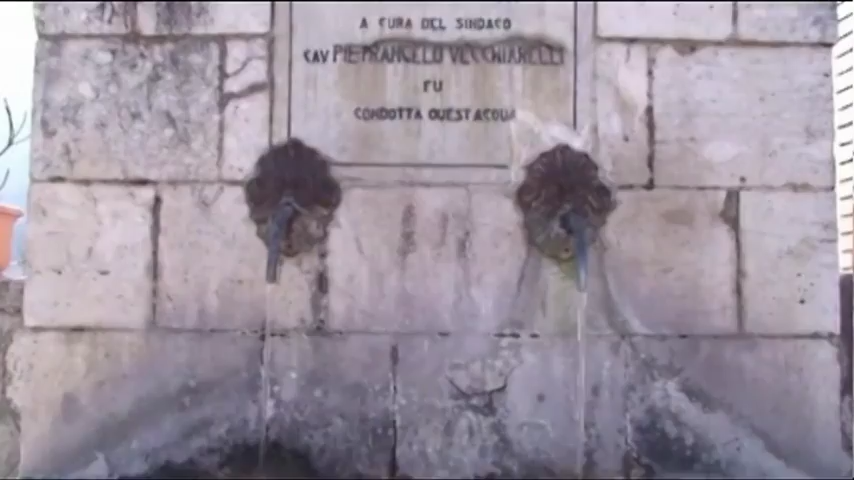 A CURA DEL SINDACO
CAV PIETRANGELO VECCHIARELLI
FU
CONDOTTA QUEST ACQUA